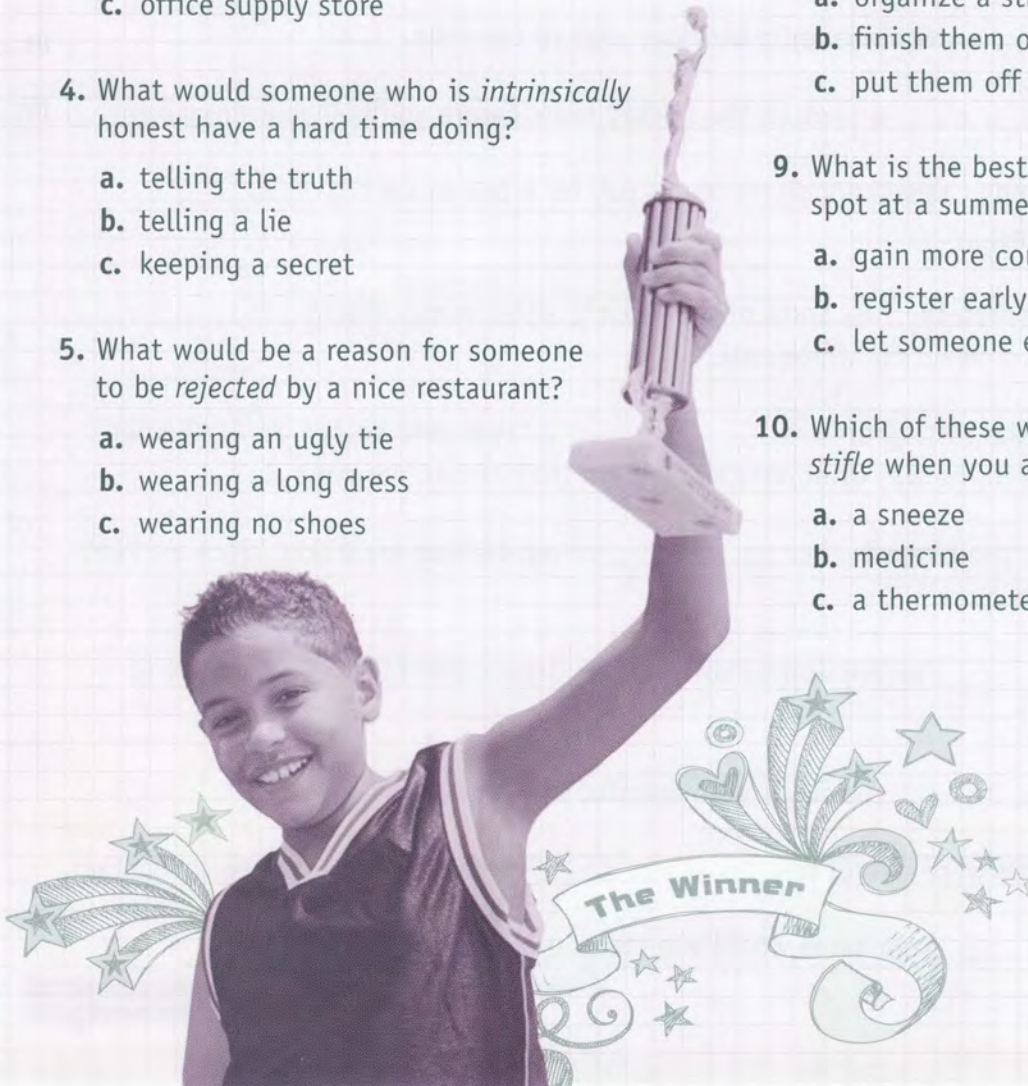 c. office supply store
4. What would someone who is intrinsically
honest have a hard time doing?
a. telling the truth
b. telling a lie
c. keeping a secret
5. What would be a reason for someone
to be rejected by a nice restaurant?
a. wearing an ugly tie
b. wearing a long dress
c. wearing no shoes
a. organize a
b. finish them
c. put them off
9. What is the best
spot at a
a. gain more
b. register early
c. let someone
10. Which of these
stifle when you
a. a sneeze
b. medicine
c. a
The Winner